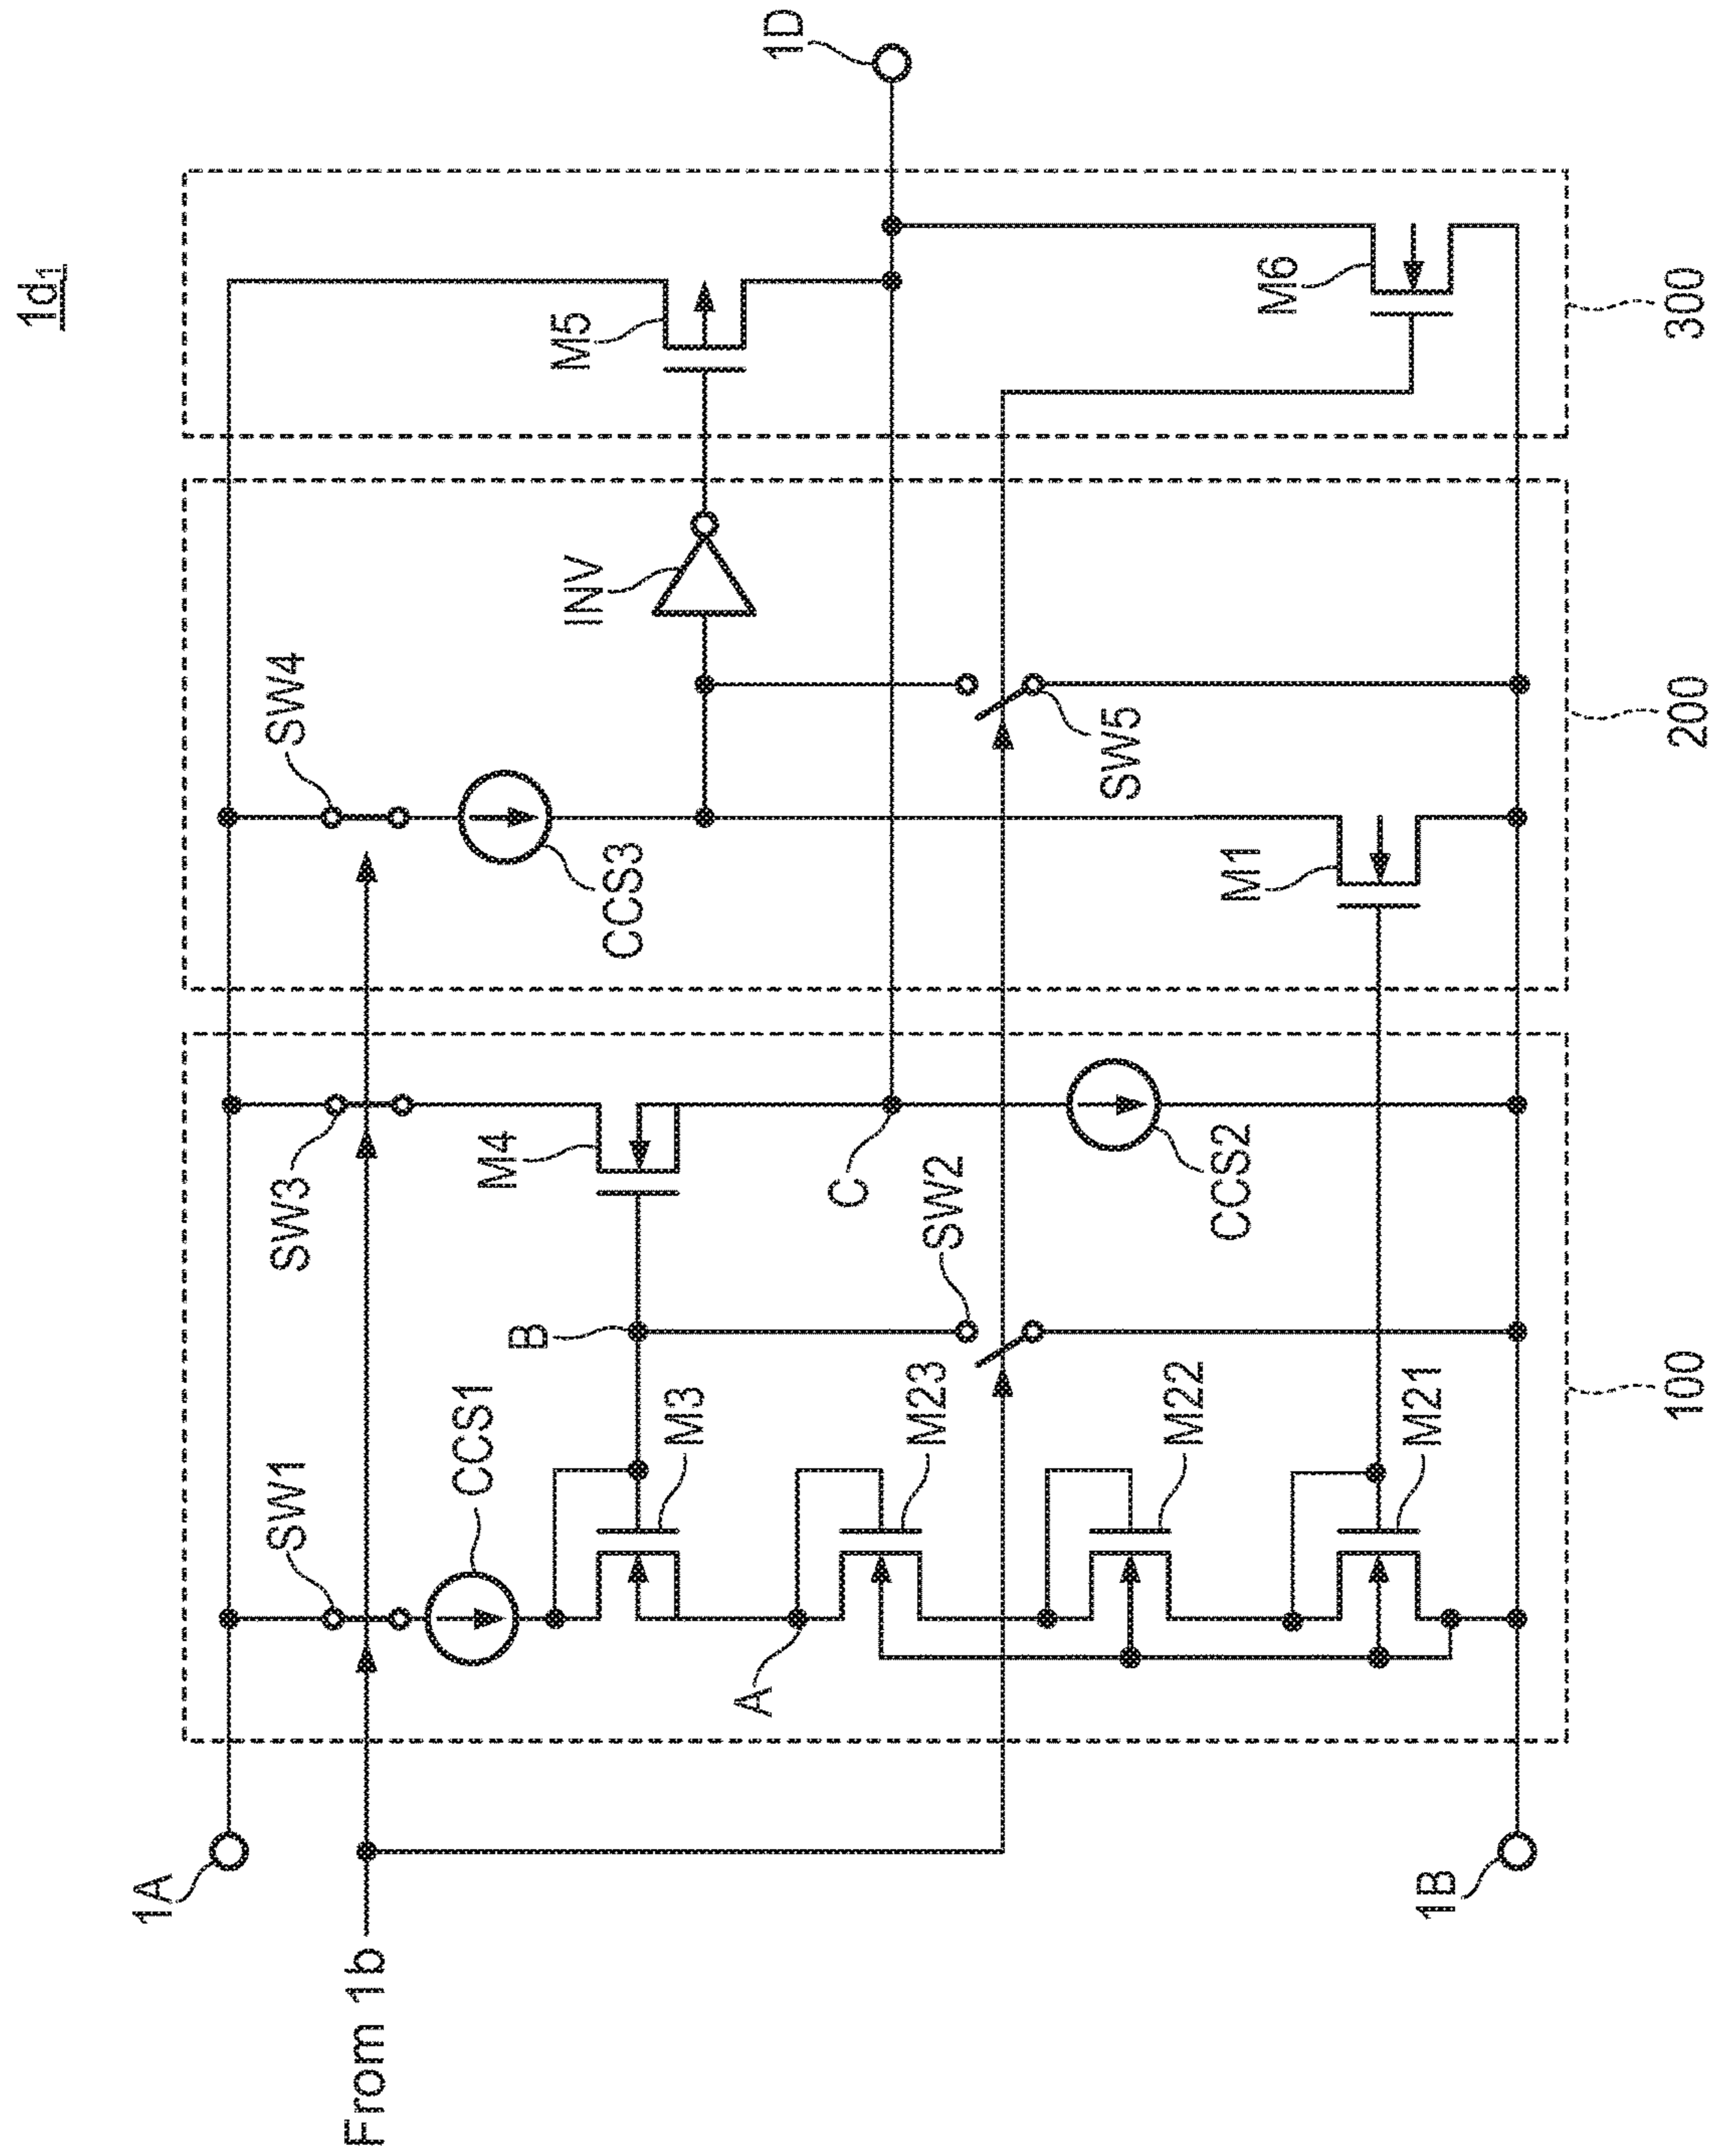 1d1
1A
From 1b
1B
1D
SW1
CCS1
M3
M23
M22
M21
A
B
SW2
SW3
M4
C
CCS2
100
SW4
CCS3
INV
SW5
M1
200
M5
M6
300